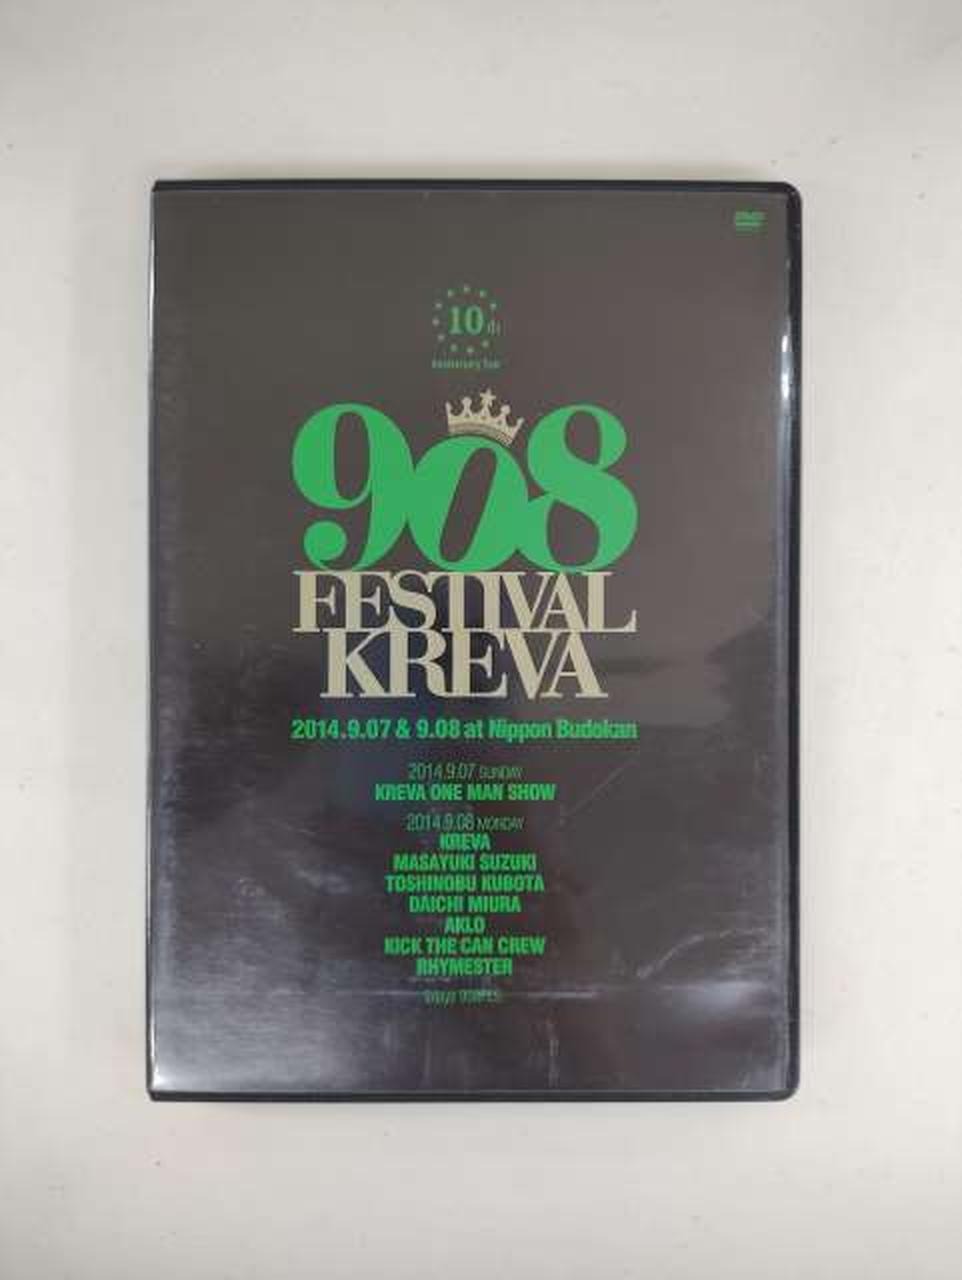 DVD
10th
Anniversary Year
908
FESTIVAL
KREVA
2014.9.07 & 9.08 at Nippon Budokan
2014.9.07 SUNDAY
KREVA ONE MAN SHOW
2014.9.08 MONDAY
KREVA
MASAYUKI SUZUKI
TOSHINOBU KUBOTA
DAICHI MIURA
AKLO
KICK THE CAN CREW
RHYMESTER